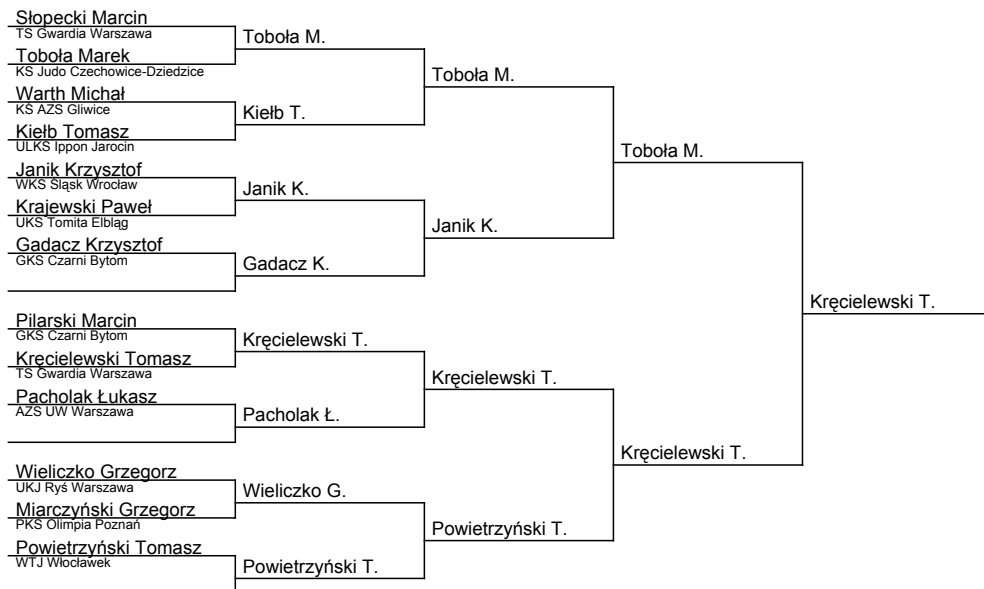 Słopecki Marcin
TS Gwardia Warszawa
Toboła M.
Toboła Marek
KS Judo Czechowice-Dziedzice
Toboła M.
Warth Michał
KŚ AZS Gliwice
Kiełb T.
Kiełb Tomasz
ULKS Ippon Jarocin
Toboła M.
Janik Krzysztof
WKS Śląsk Wrocław
Janik K.
Krajewski Paweł
UKS Tomita Elbląg
Janik K.
Gadacz Krzysztof
GKS Czarni Bytom
Gadacz K.
Kręcielewski T.
Pilarski Marcin
GKS Czarni Bytom
Kręcielewski T.
Kręcielewski Tomasz
TS Gwardia Warszawa
Kręcielewski T.
Pacholak Łukasz
AZS UW Warszawa
Pacholak Ł.
Kręcielewski T.
Wieliczko Grzegorz
UKJ Ryś Warszawa
Wieliczko G.
Miarczyński Grzegorz
PKS Olimpia Poznań
Powietrzyński T.
Powietrzyński Tomasz
WTJ Włocławek
Powietrzyński T.